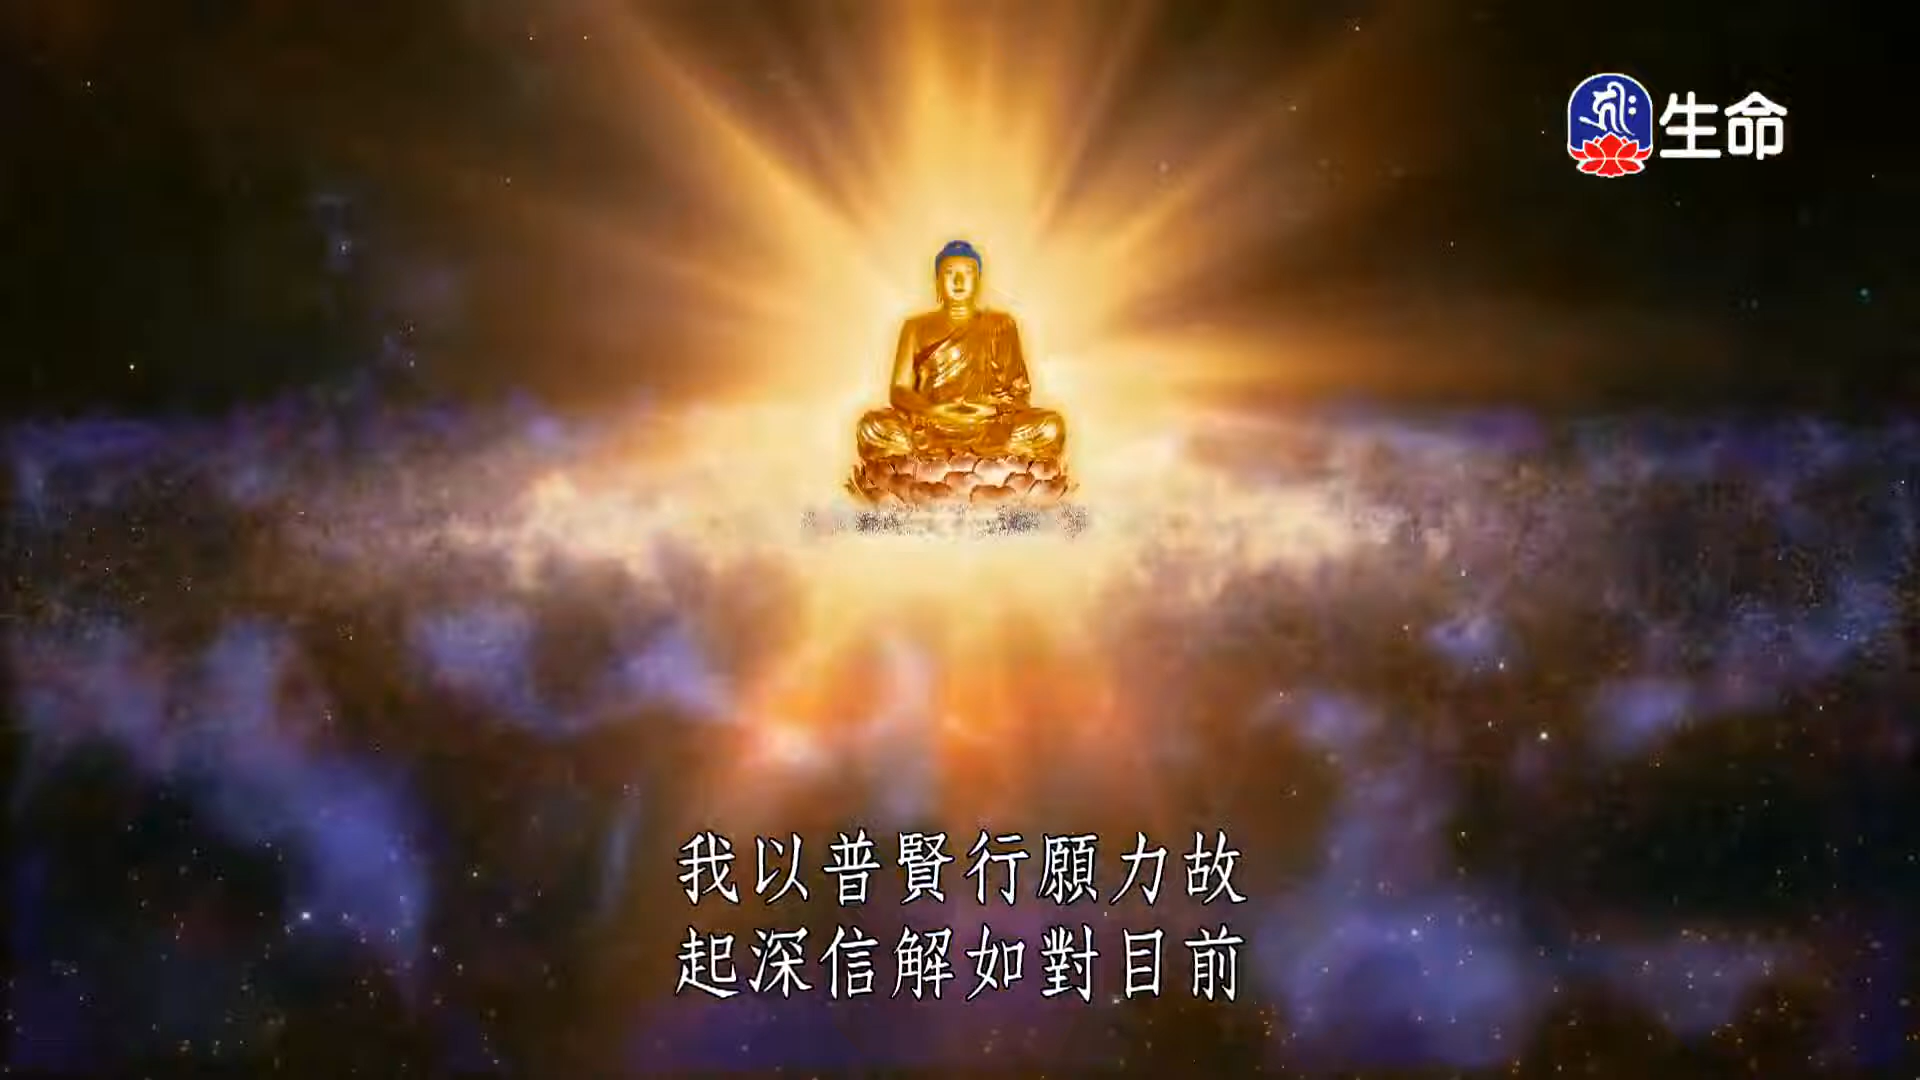 生命
我以普賢行願力故
起深信解如對目前